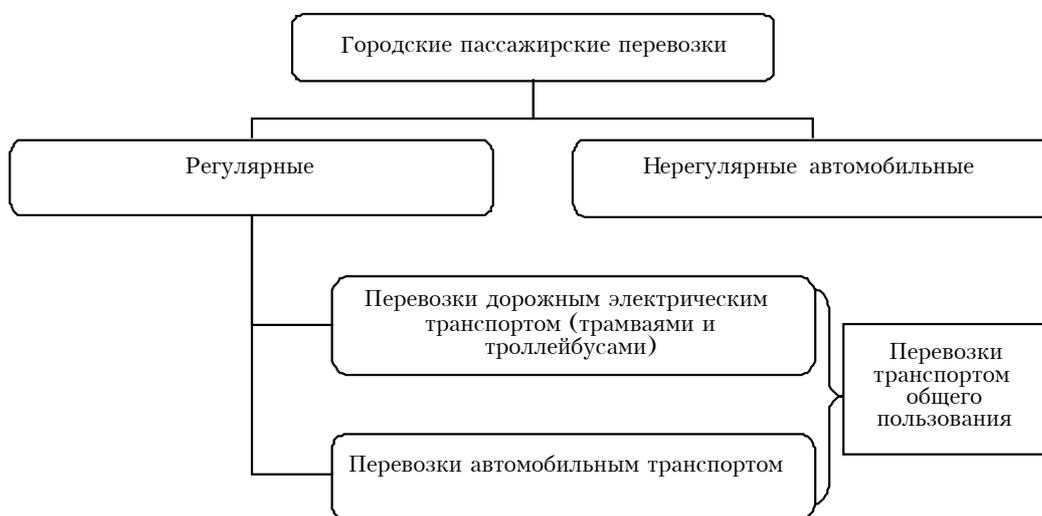 Городские пассажирские перевозки
Регулярные
Нерегулярные автомобильные
Перевозки дорожным электрическим
транспортом (трамваями и
троллейбусами)
Перевозки
транспортом
общего
пользования
Перевозки автомобильным транспортом